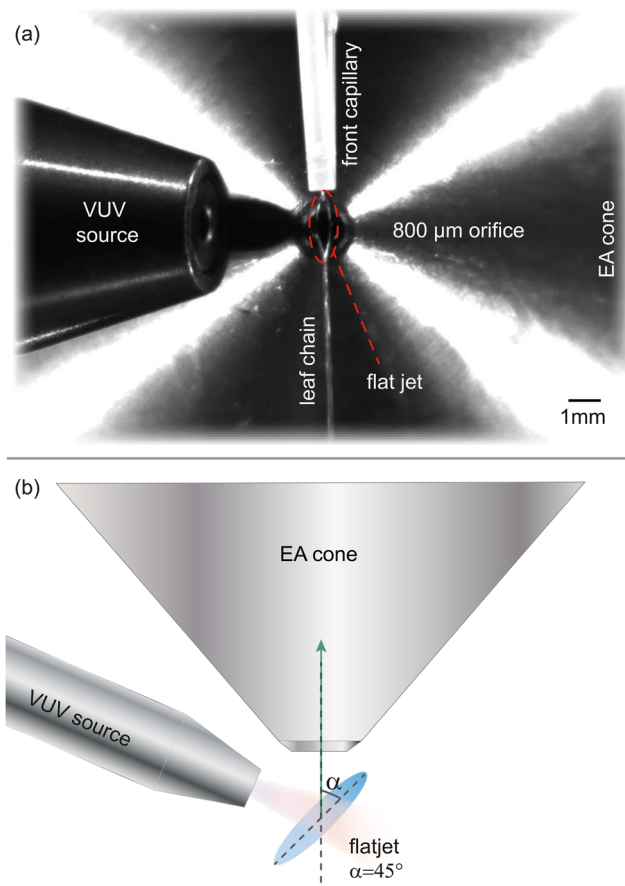 (a)
front capillary
VUV
source
800 µm orifice
EA cone
leaf chain
flat jet
1mm
(b)
EA cone
VUV source
α
flatjet
α=45°